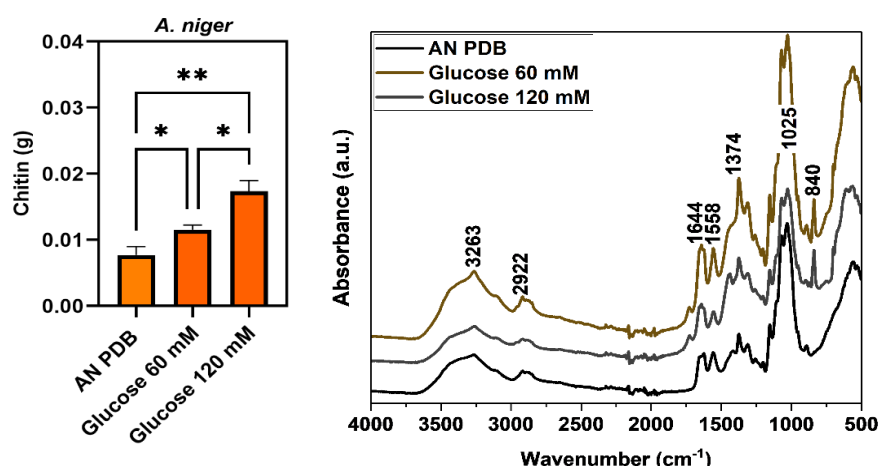 A. niger
0.04
0.03
0.02
0.01
0.00
Chitin (g)
**
*
*
AN PDB
Glucose 60 mM
Glucose 120 mM
AN PDB
Glucose 60 mM
Glucose 120 mM
3263
2922
1644
1558
1374
1025
840
Absorbance (a.u.)
4000
3500
3000
2500
2000
1500
1000
500
Wavenumber (cm⁻¹)